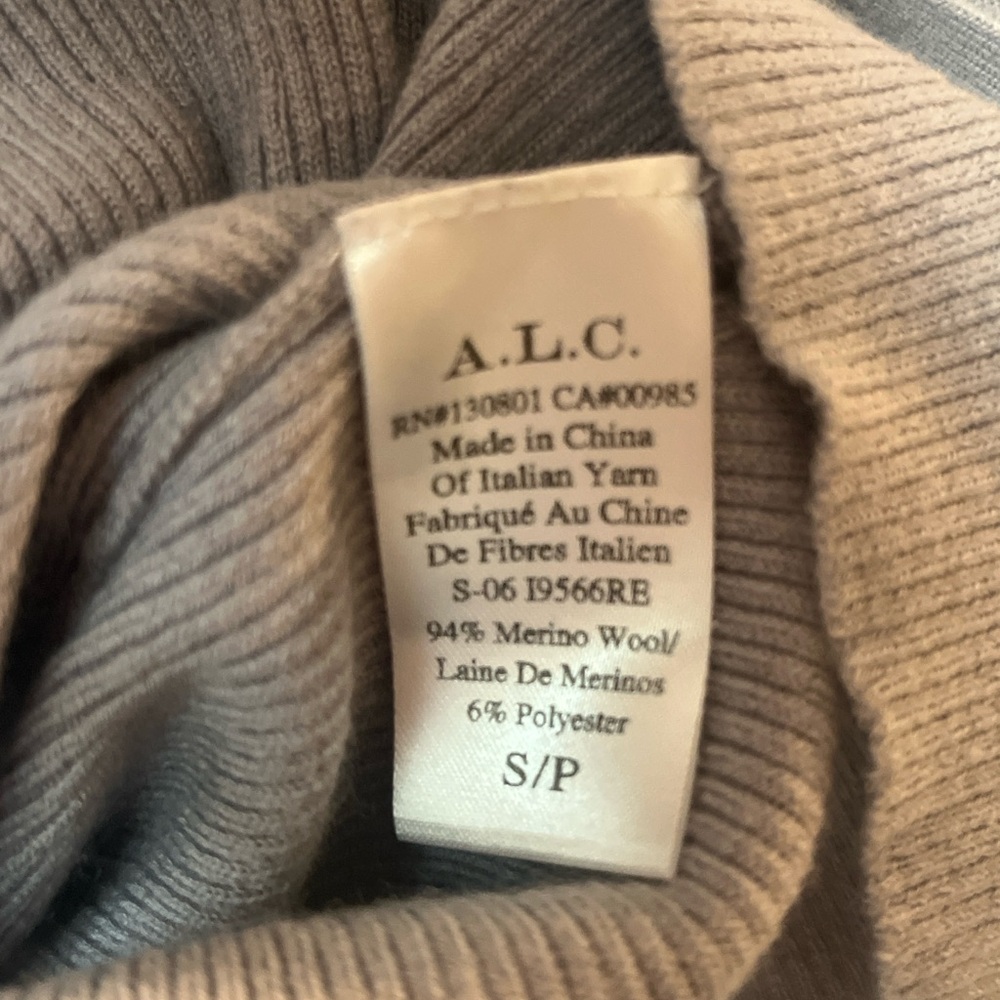 A.L.C.
RN#130801 CA#00985
Made in China
Of Italian Yarn
Fabriqué Au Chine
De Fibres Italien
S-06 I9566RE
94% Merino Wool/
Laine De Merinos
6% Polyester
S/P